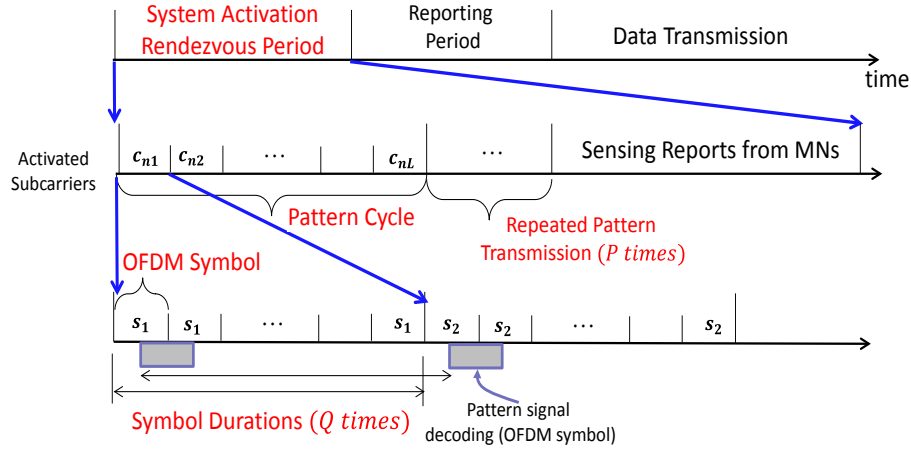 System Activation
Rendezvous Period
Reporting
Period
Data Transmission
time
Activated
Subcarriers
c_{n1} c_{n2} ⋯ c_{nL} ⋯ Sensing Reports from MNs
Pattern Cycle
Repeated Pattern
Transmission (P times)
OFDM Symbol
s_1 s_1 ⋯ s_1 s_2 s_2 ⋯ s_2
Symbol Durations (Q times)
Pattern signal
decoding (OFDM symbol)